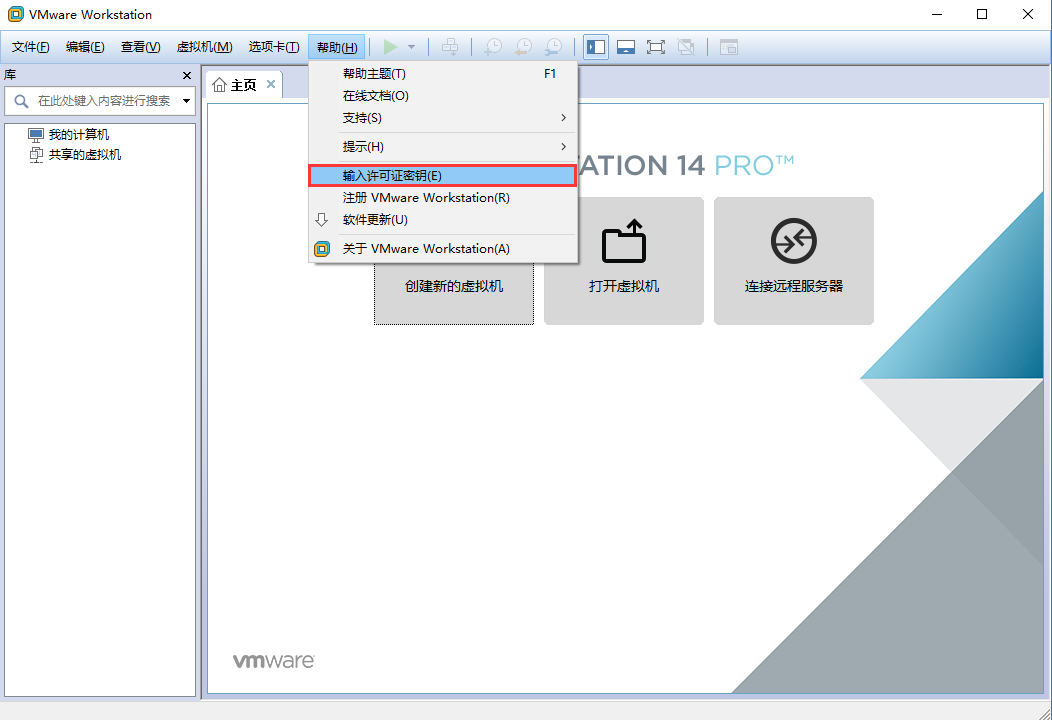 VMware Workstation
文件(F) 编辑(E) 查看(V) 虚拟机(M) 选项卡(T) 帮助(H)
库
在此处键入内容进行搜索
我的计算机
共享的虚拟机
主页
帮助主题(T) F1
在线文档(O)
支持(S)
提示(H)
输入许可证密钥(E)
注册 VMware Workstation(R)
软件更新(U)
关于 VMware Workstation(A)
TATION 14 PRO™
创建新的虚拟机
打开虚拟机
连接远程服务器
vmware